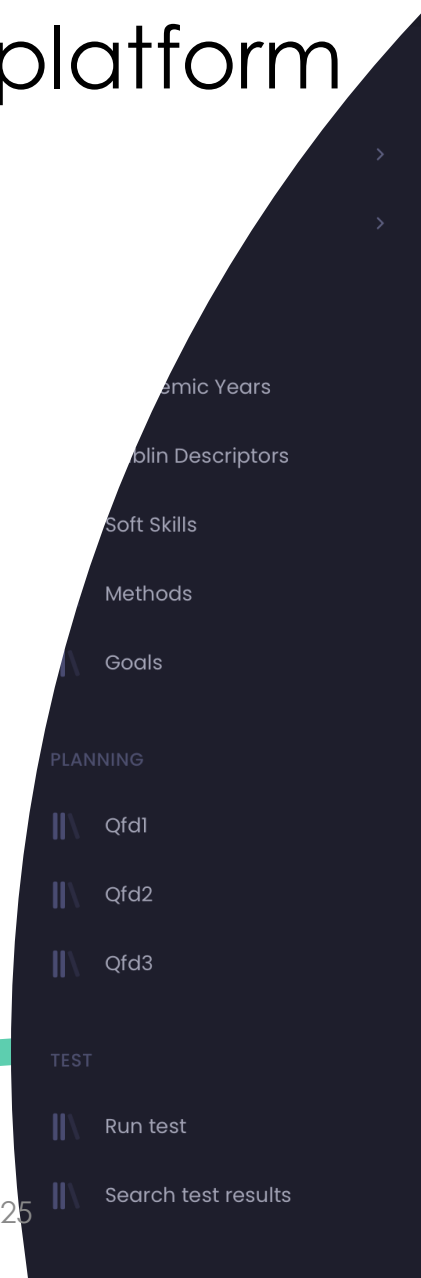 platform
emic Years
blin Descriptors
Soft Skills
Methods
Goals
PLANNING
Qfd1
Qfd2
Qfd3
TEST
Run test
Search test results
25